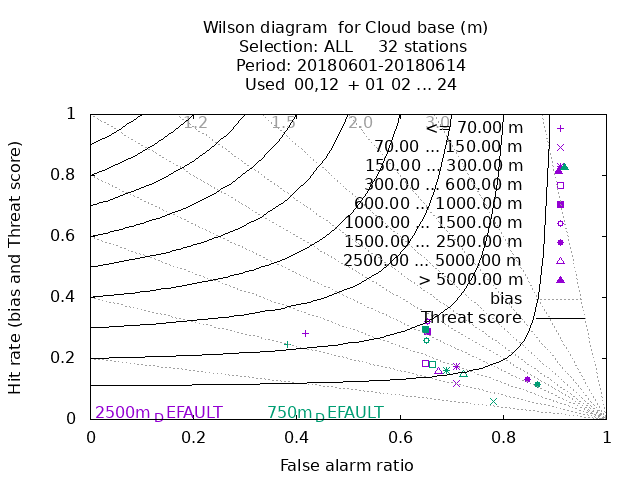 Wilson diagram  for Cloud base (m)
Selection: ALL     32 stations
Period: 20180601-20180614
Used  00,12  + 01 02 ... 24
Hit rate (bias and Threat score)
1
0.8
0.6
0.4
0.2
0
1.2 1.5 2.0 3.0
<= 70.00 m
70.00 ... 150.00 m
150.00 ... 300.00 m
300.00 ... 600.00 m
600.00 ... 1000.00 m
1000.00 ... 1500.00 m
1500.00 ... 2500.00 m
2500.00 ... 5000.00 m
> 5000.00 m
bias
Threat score
2500m_DEFAULT 750m_DEFAULT
0 0.2 0.4 0.6 0.8 1
False alarm ratio